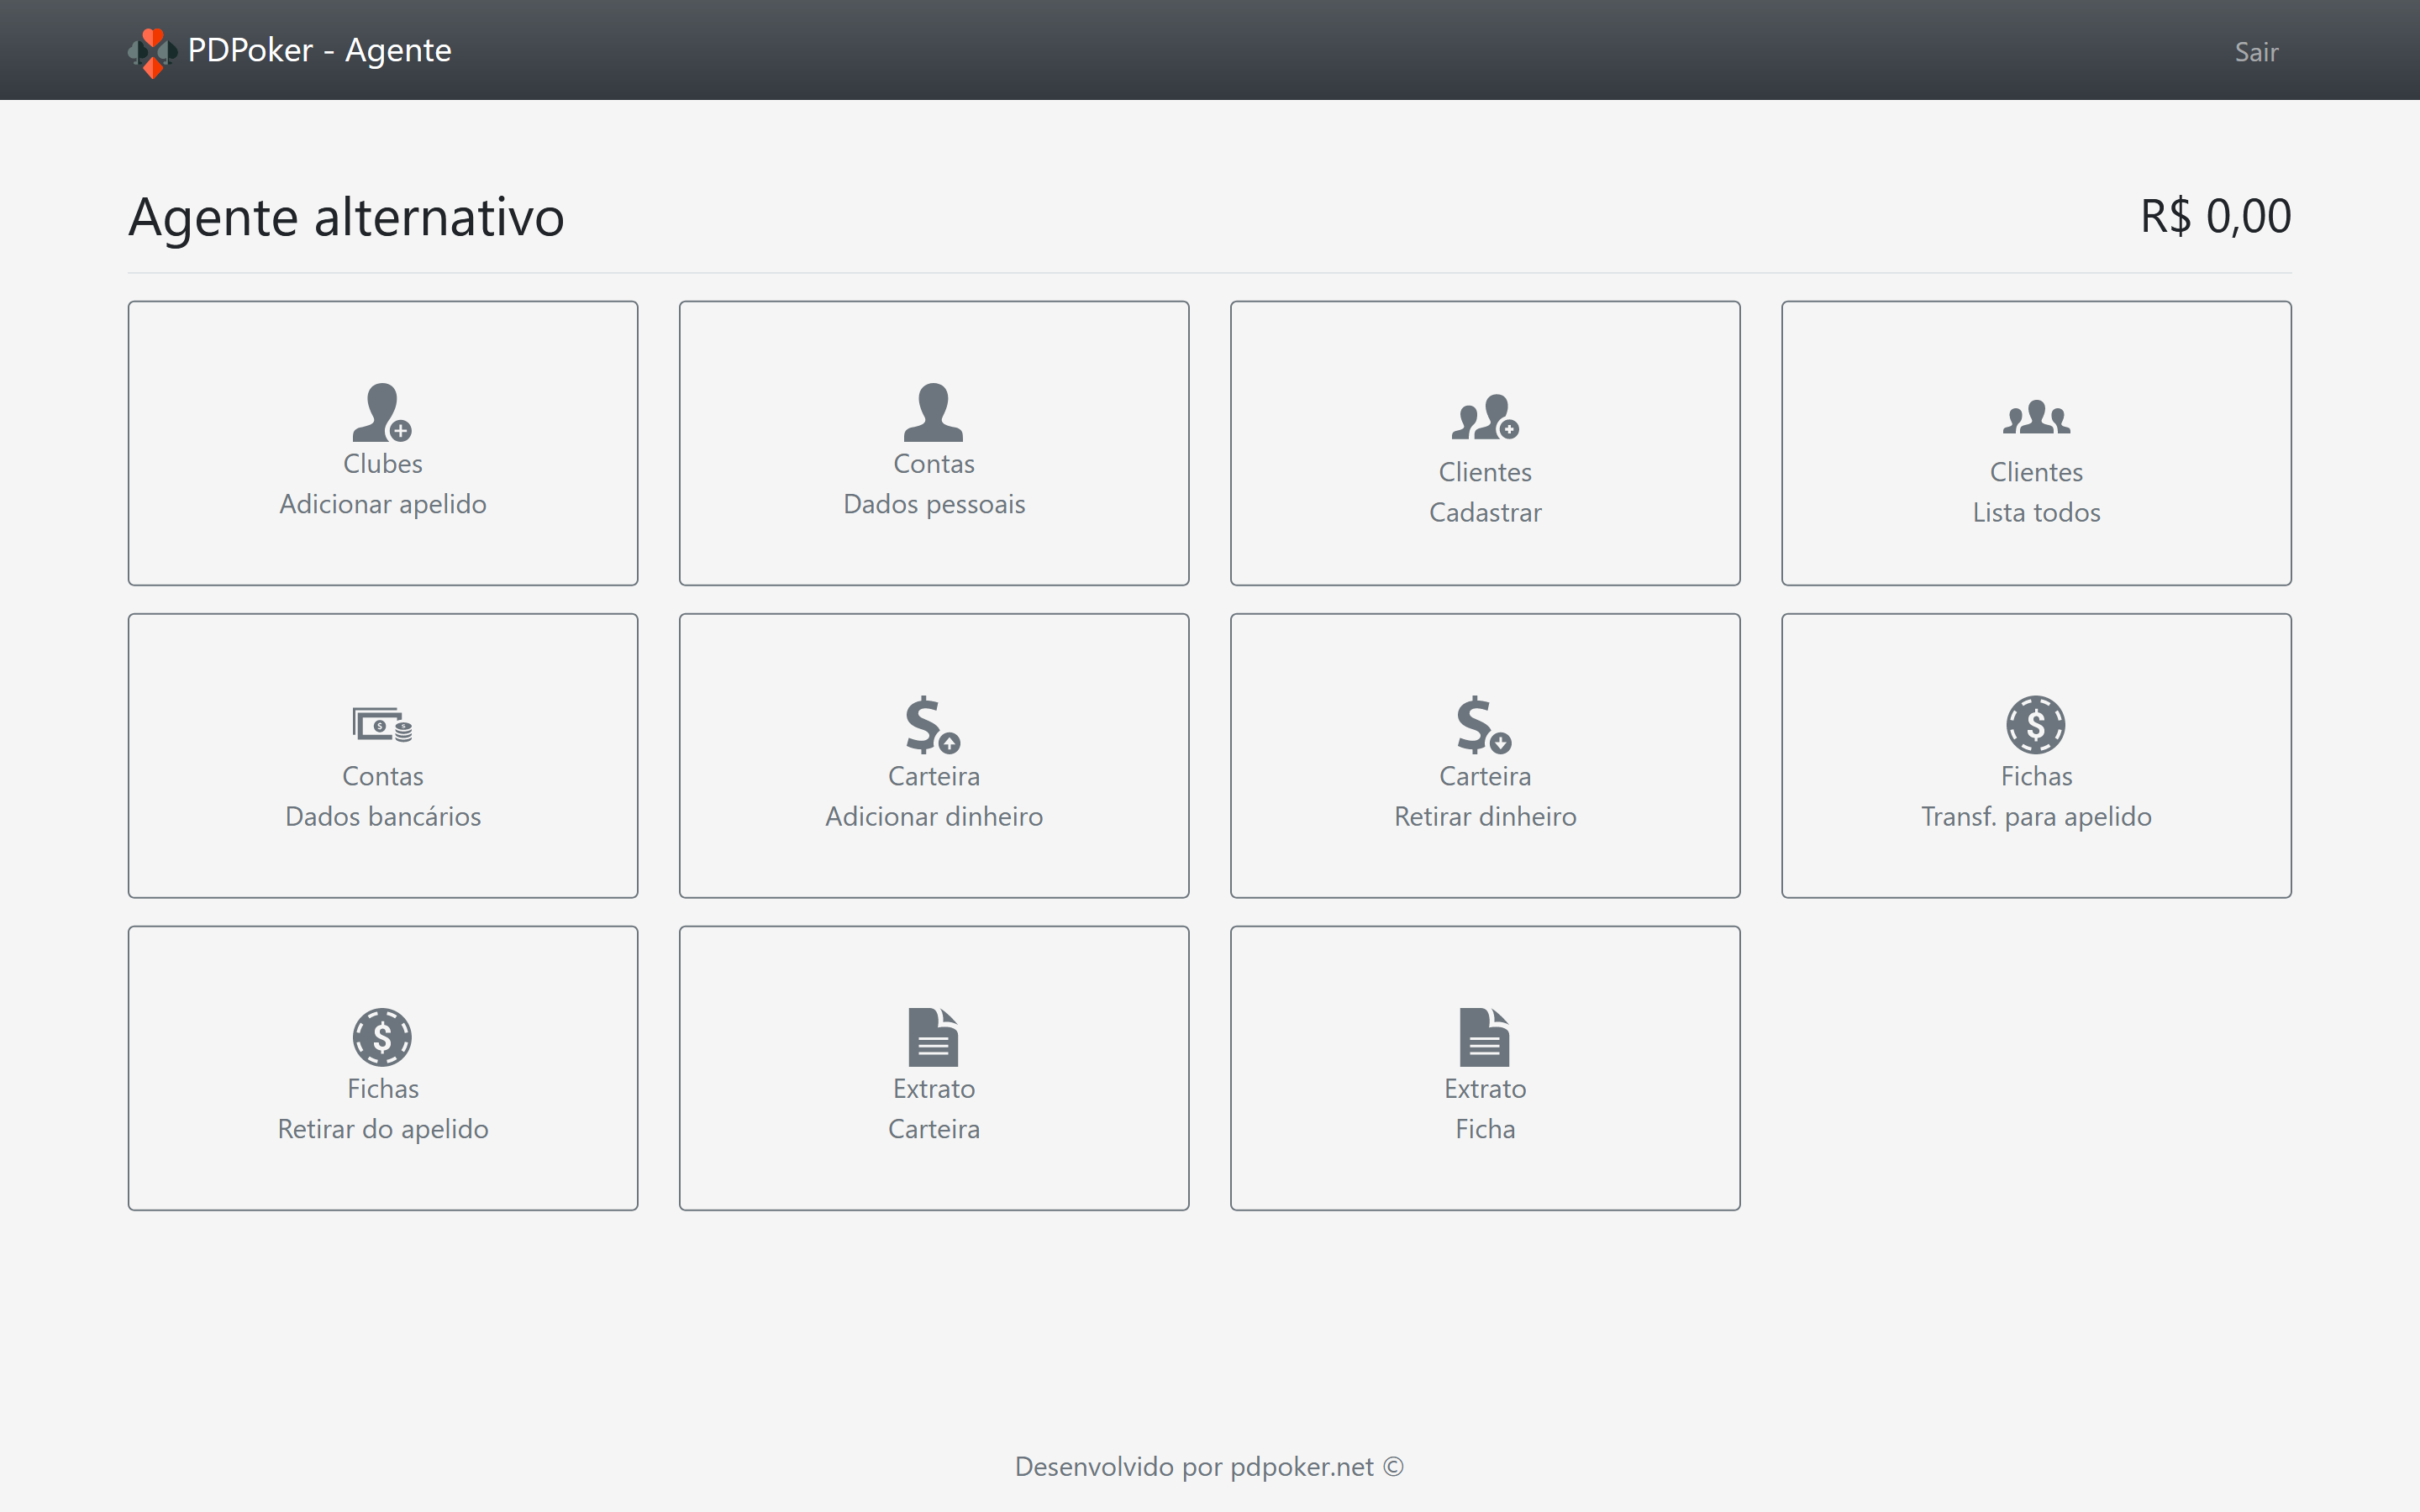 PDPoker - Agente
Sair
Agente alternativo
R$ 0,00
Clubes
Adicionar apelido
Contas
Dados pessoais
Clientes
Cadastrar
Clientes
Lista todos
Contas
Dados bancários
Carteira
Adicionar dinheiro
Carteira
Retirar dinheiro
Fichas
Transf. para apelido
Fichas
Retirar do apelido
Extrato
Carteira
Extrato
Ficha
Desenvolvido por pdpoker.net ©